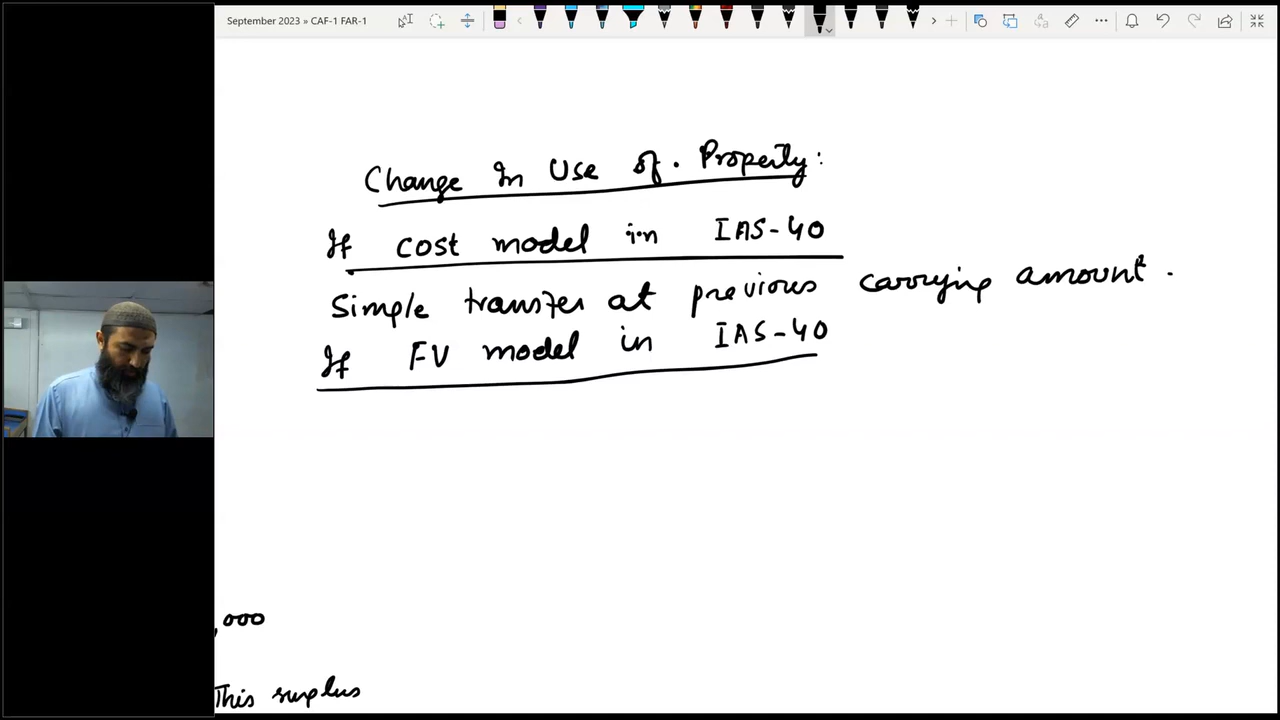 September 2023 » CAF-1 FAR-1
Change In Use of . Property:
If cost model in IAS-40
Simple transfer at previous carrying amount .
If FV model in IAS-40
,000
This surplus